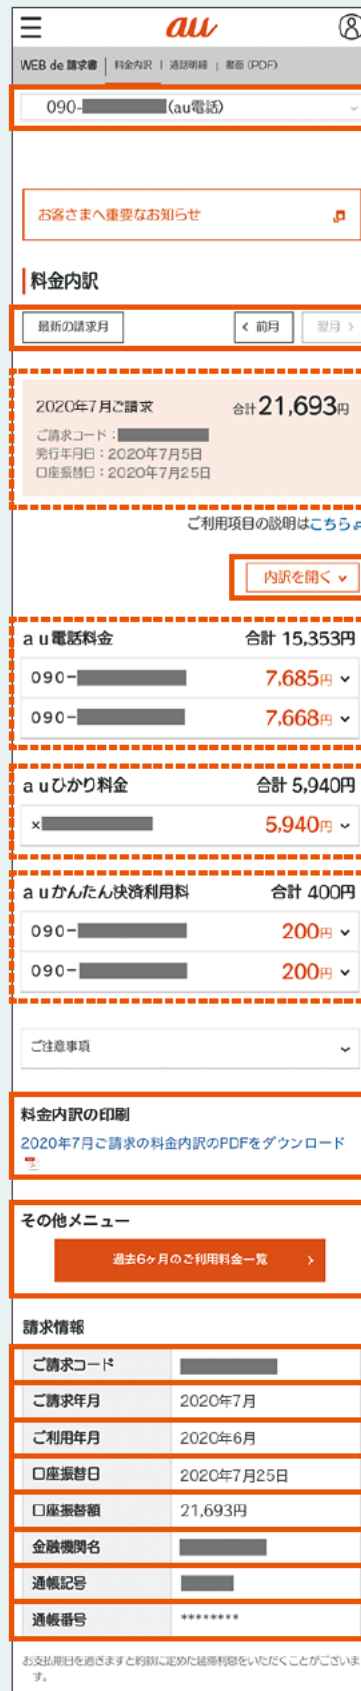 au
WEB de 請求書 | 料金内訳 | 通話明細 | 書面 (PDF)
090- (au電話)
お客さまへ重要なお知らせ
料金内訳
最新の請求月 < 前月 翌月 >
2020年7月ご請求 合計21,693円
ご請求コード：
発行年月日：2020年7月5日
口座振替日：2020年7月25日
ご利用項目の説明はこちら
内訳を開く
au電話料金 合計 15,353円
090- 7,685円
090- 7,668円
auひかり料金 合計 5,940円
× 5,940円
auかんたん決済利用料 合計 400円
090- 200円
090- 200円
ご注意事項
料金内訳の印刷
2020年7月ご請求の料金内訳のPDFをダウンロード
その他メニュー
過去6ヶ月のご利用料金一覧 >
請求情報
ご請求コード
ご請求年月 2020年7月
ご利用年月 2020年6月
口座振替日 2020年7月25日
口座振替額 21,693円
金融機関名
通帳記号
通帳番号 ********
お支払期日を過ぎますと約款に定めた延滞利息をいただくことがございま
す。